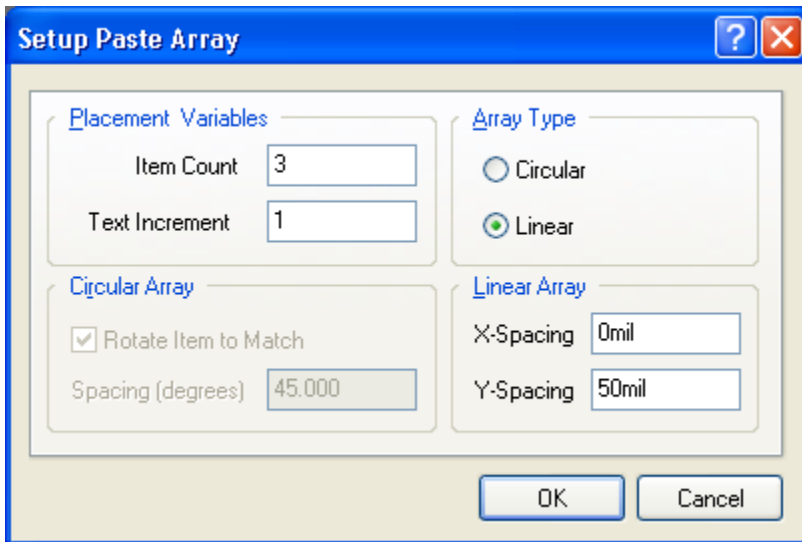 Setup Paste Array
Placement Variables
Item Count 3
Text Increment 1
Array Type
Circular
Linear
Circular Array
Rotate Item to Match
Spacing (degrees) 45.000
Linear Array
X-Spacing 0mil
Y-Spacing 50mil
OK Cancel